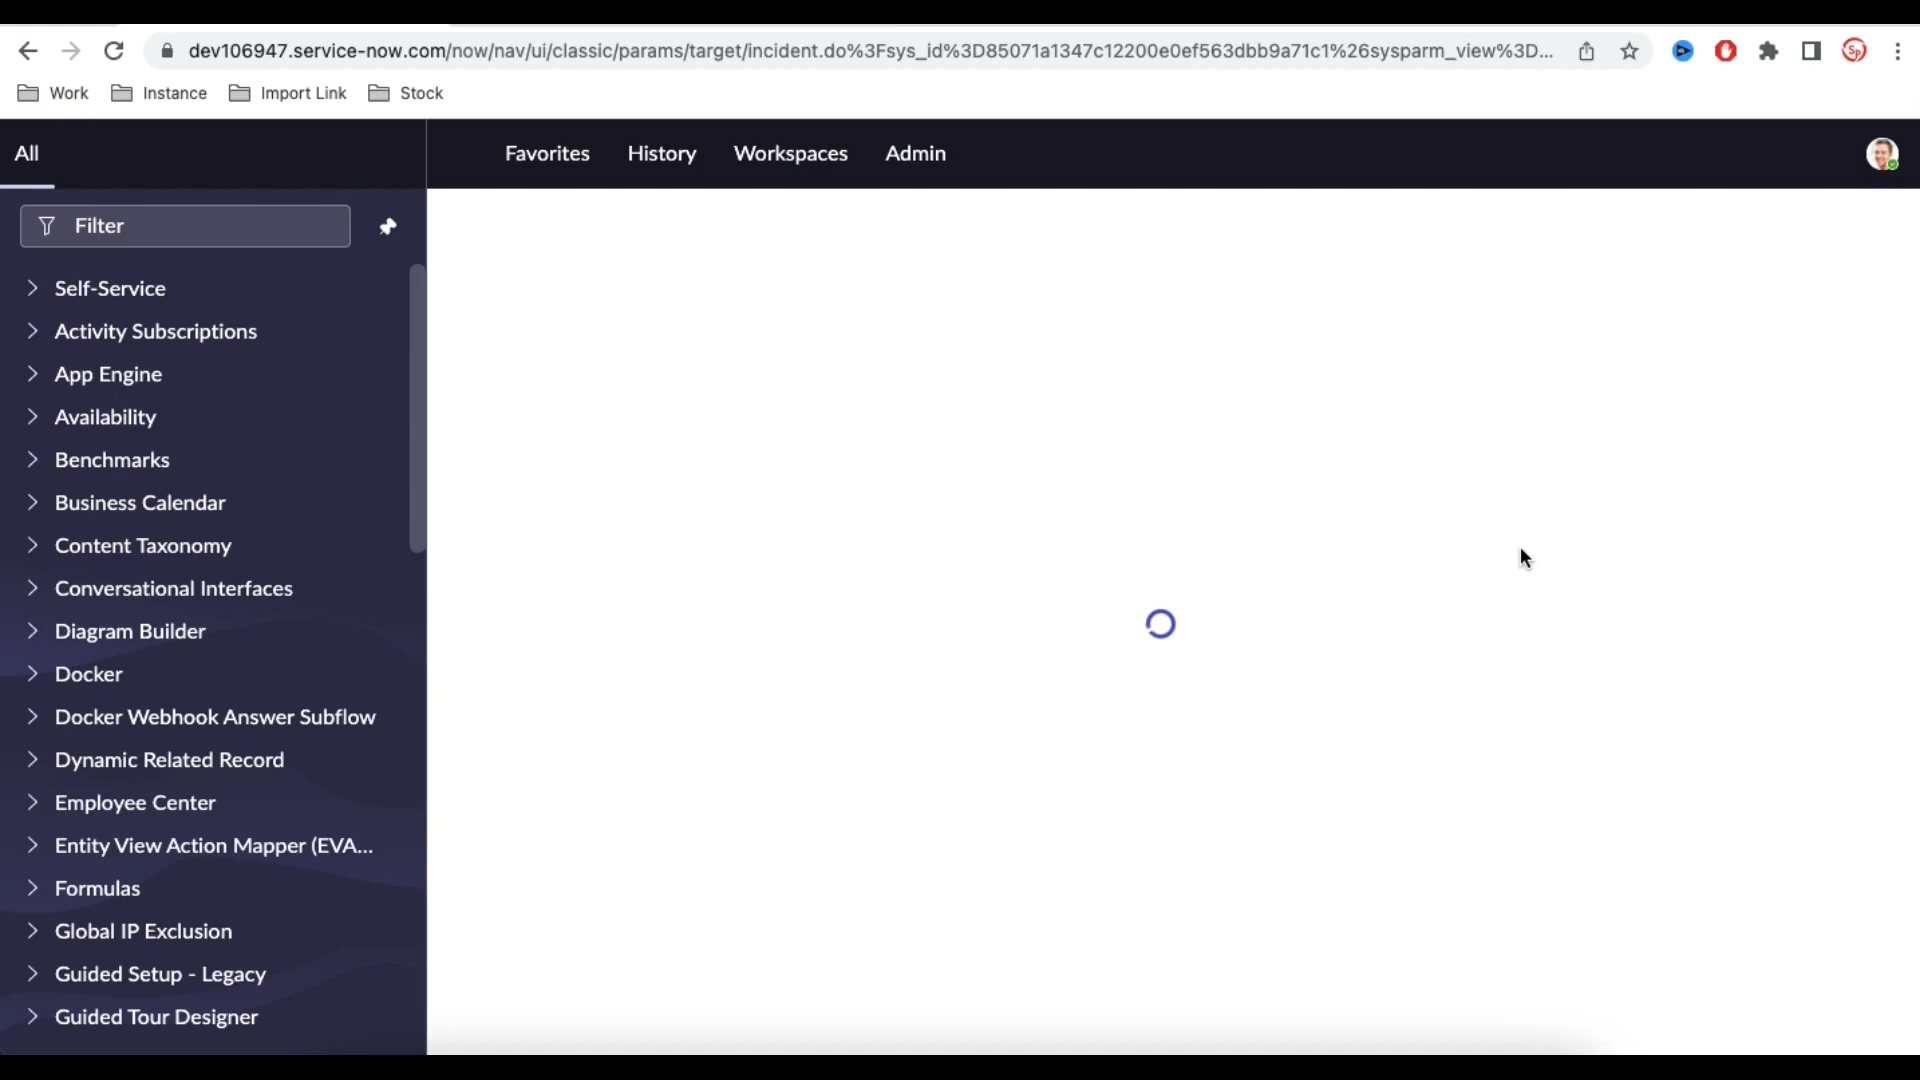 dev106947.service-now.com/now/nav/ui/classic/params/target/incident.do%3Fsys_id%3D85071a1347c12200e0ef563dbb9a71c1%26sysparm_view%3D...
Sp
Work Instance Import Link Stock
All Favorites History Workspaces Admin
Filter
Self-Service
Activity Subscriptions
App Engine
Availability
Benchmarks
Business Calendar
Content Taxonomy
Conversational Interfaces
Diagram Builder
Docker
Docker Webhook Answer Subflow
Dynamic Related Record
Employee Center
Entity View Action Mapper (EVA...
Formulas
Global IP Exclusion
Guided Setup - Legacy
Guided Tour Designer